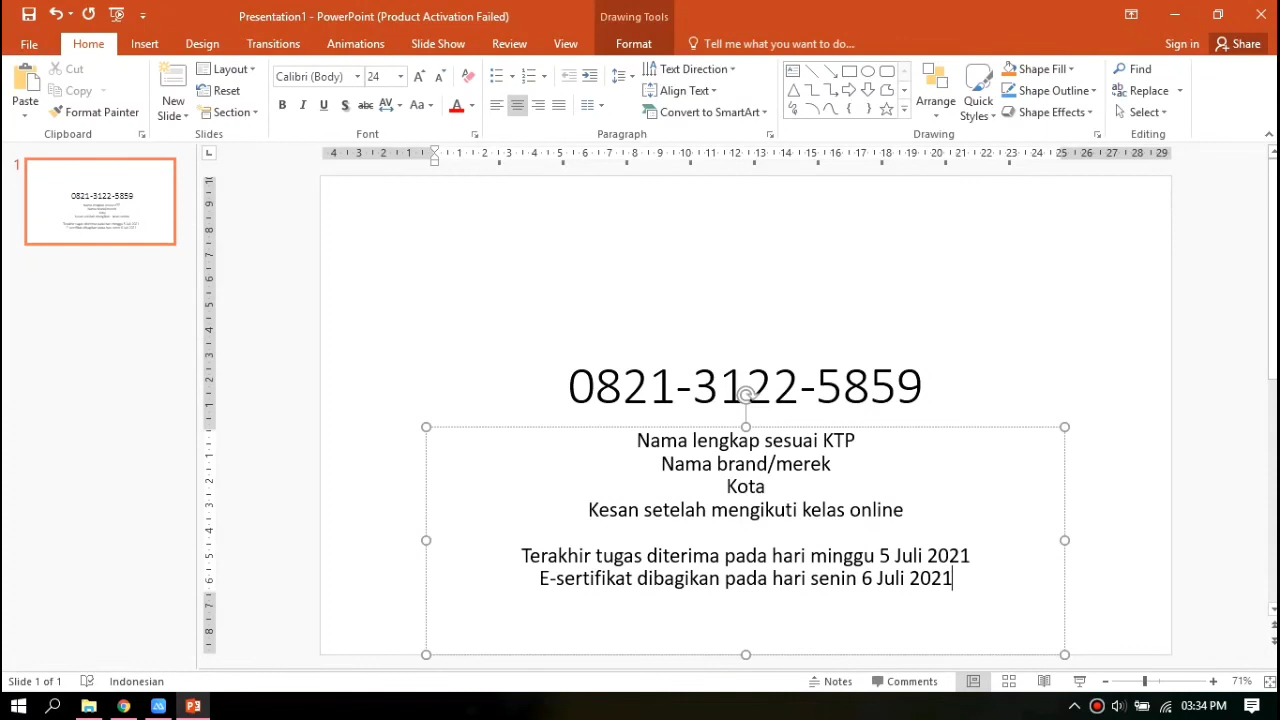 Presentation1 - PowerPoint (Product Activation Failed)
Drawing Tools
File Home Insert Design Transitions Animations Slide Show Review View Format Tell me what you want to do... Sign in Share
Paste
Cut
Copy
Format Painter
Clipboard
New Slide
Layout
Reset
Section
Slides
Calibri (Body) 24
B I U S abc AV Aa A
Font
Text Direction
Align Text
Convert to SmartArt
Paragraph
Arrange
Quick Styles
Shape Fill
Shape Outline
Shape Effects
Drawing
Find
Replace
Select
Editing
1
0821-3122-5859
Nama lengkap sesuai KTP
Nama brand/merek
Kota
Kesan setelah mengikuti kelas online
Terakhir tugas diterima pada hari minggu 5 Juli 2021
E-sertifikat dibagikan pada hari senin 6 Juli 2021
Slide 1 of 1 Indonesian Notes Comments 71%
03:34 PM